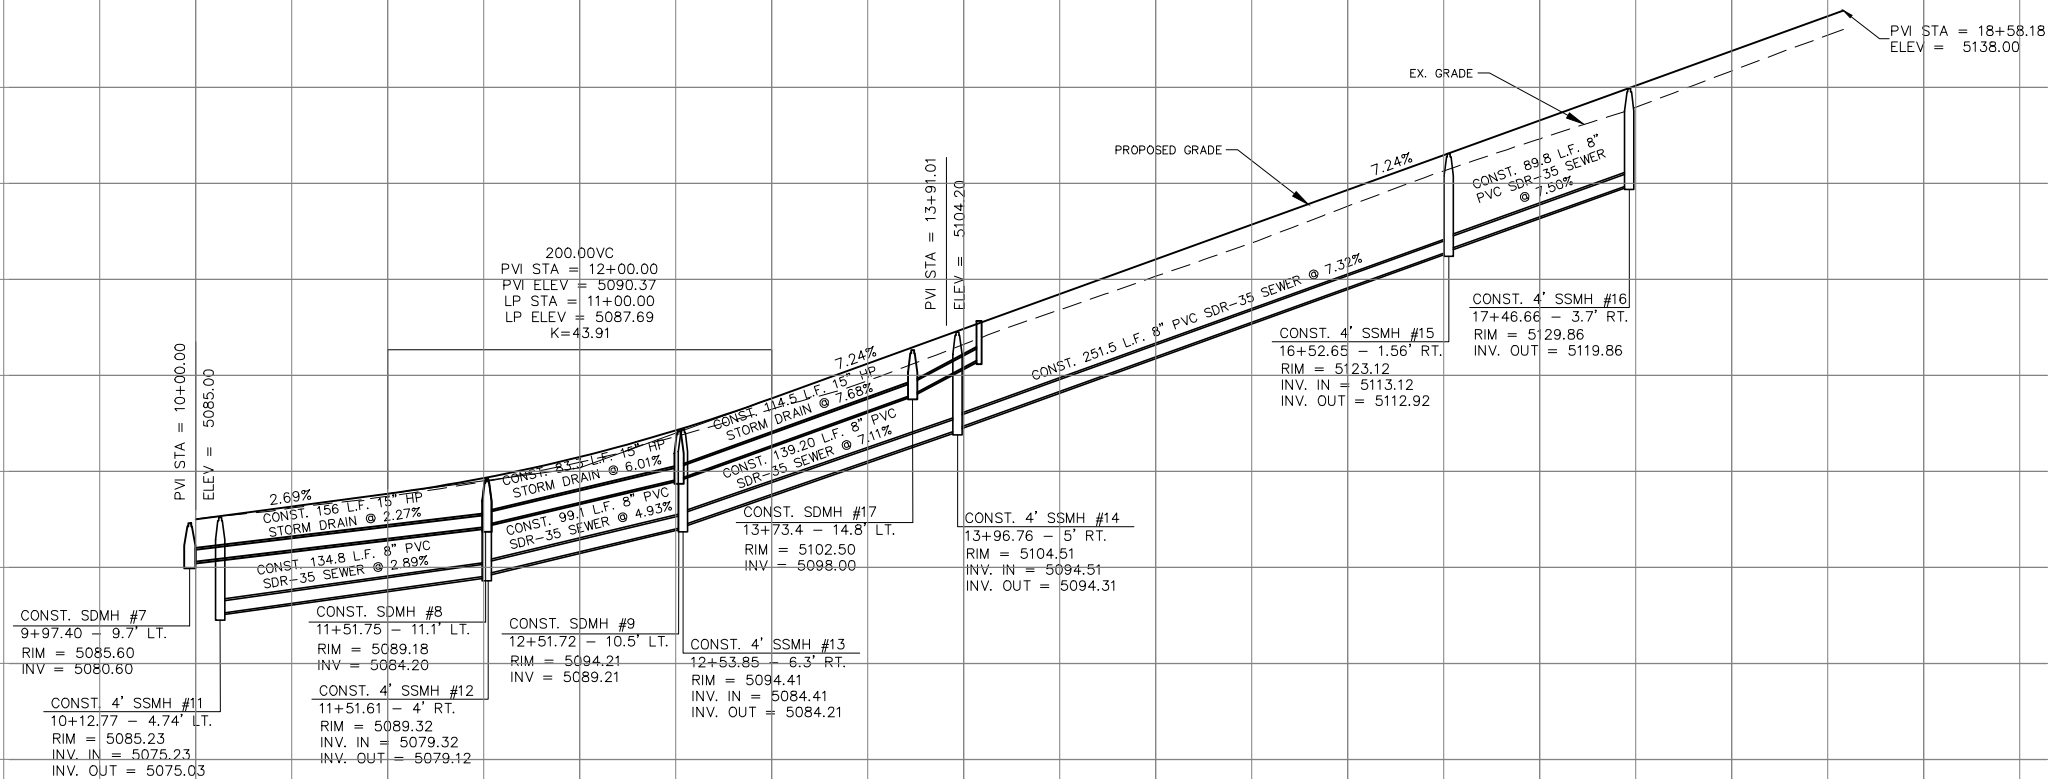 PVI STA = 18+58.18
ELEV = 5138.00
EX. GRADE
PROPOSED GRADE
7.24%
CONST. 89.8 L.F. 8"
PVC SDR-35 SEWER
@ 7.50%
PVI STA = 13+91.01
ELEV = 5104.20
200.00VC
PVI STA = 12+00.00
PVI ELEV = 5090.37
LP STA = 11+00.00
LP ELEV = 5087.69
K=43.91
CONST. 251.5 L.F. 8" PVC SDR-35 SEWER @ 7.32%
CONST. 4' SSMH #16
17+46.66 - 3.7' RT.
RIM = 5129.86
INV. OUT = 5119.86
CONST. 4' SSMH #15
16+52.65 - 1.56' RT.
RIM = 5123.12
INV. IN = 5113.12
INV. OUT = 5112.92
PVI STA = 10+00.00
ELEV = 5085.00
7.24%
CONST. 114.5 L.F. 15" HP
STORM DRAIN @ 7.68%
CONST. 139.20 L.F. 8" PVC
SDR-35 SEWER @ 7.11%
CONST. 83.3 L.F. 15" HP
STORM DRAIN @ 6.01%
CONST. 99.1 L.F. 8" PVC
SDR-35 SEWER @ 4.93%
2.69%
CONST. 156 L.F. 15" HP
STORM DRAIN @ 2.27%
CONST. 134.8 L.F. 8" PVC
SDR-35 SEWER @ 2.89%
CONST. SDMH #17
13+73.4 - 14.8' LT.
RIM = 5102.50
INV = 5098.00
CONST. 4' SSMH #14
13+96.76 - 5' RT.
RIM = 5104.51
INV. IN = 5094.51
INV. OUT = 5094.31
CONST. SDMH #7
9+97.40 - 9.7' LT.
RIM = 5085.60
INV = 5080.60
CONST. SDMH #8
11+51.75 - 11.1' LT.
RIM = 5089.18
INV = 5084.20
CONST. SDMH #9
12+51.72 - 10.5' LT.
RIM = 5094.21
INV = 5089.21
CONST. 4' SSMH #13
12+53.85 - 6.3' RT.
RIM = 5094.41
INV. IN = 5084.41
INV. OUT = 5084.21
CONST. 4' SSMH #11
10+12.77 - 4.74' LT.
RIM = 5085.23
INV. IN = 5075.23
INV. OUT = 5075.03
CONST. 4' SSMH #12
11+51.61 - 4' RT.
RIM = 5089.32
INV. IN = 5079.32
INV. OUT = 5079.12